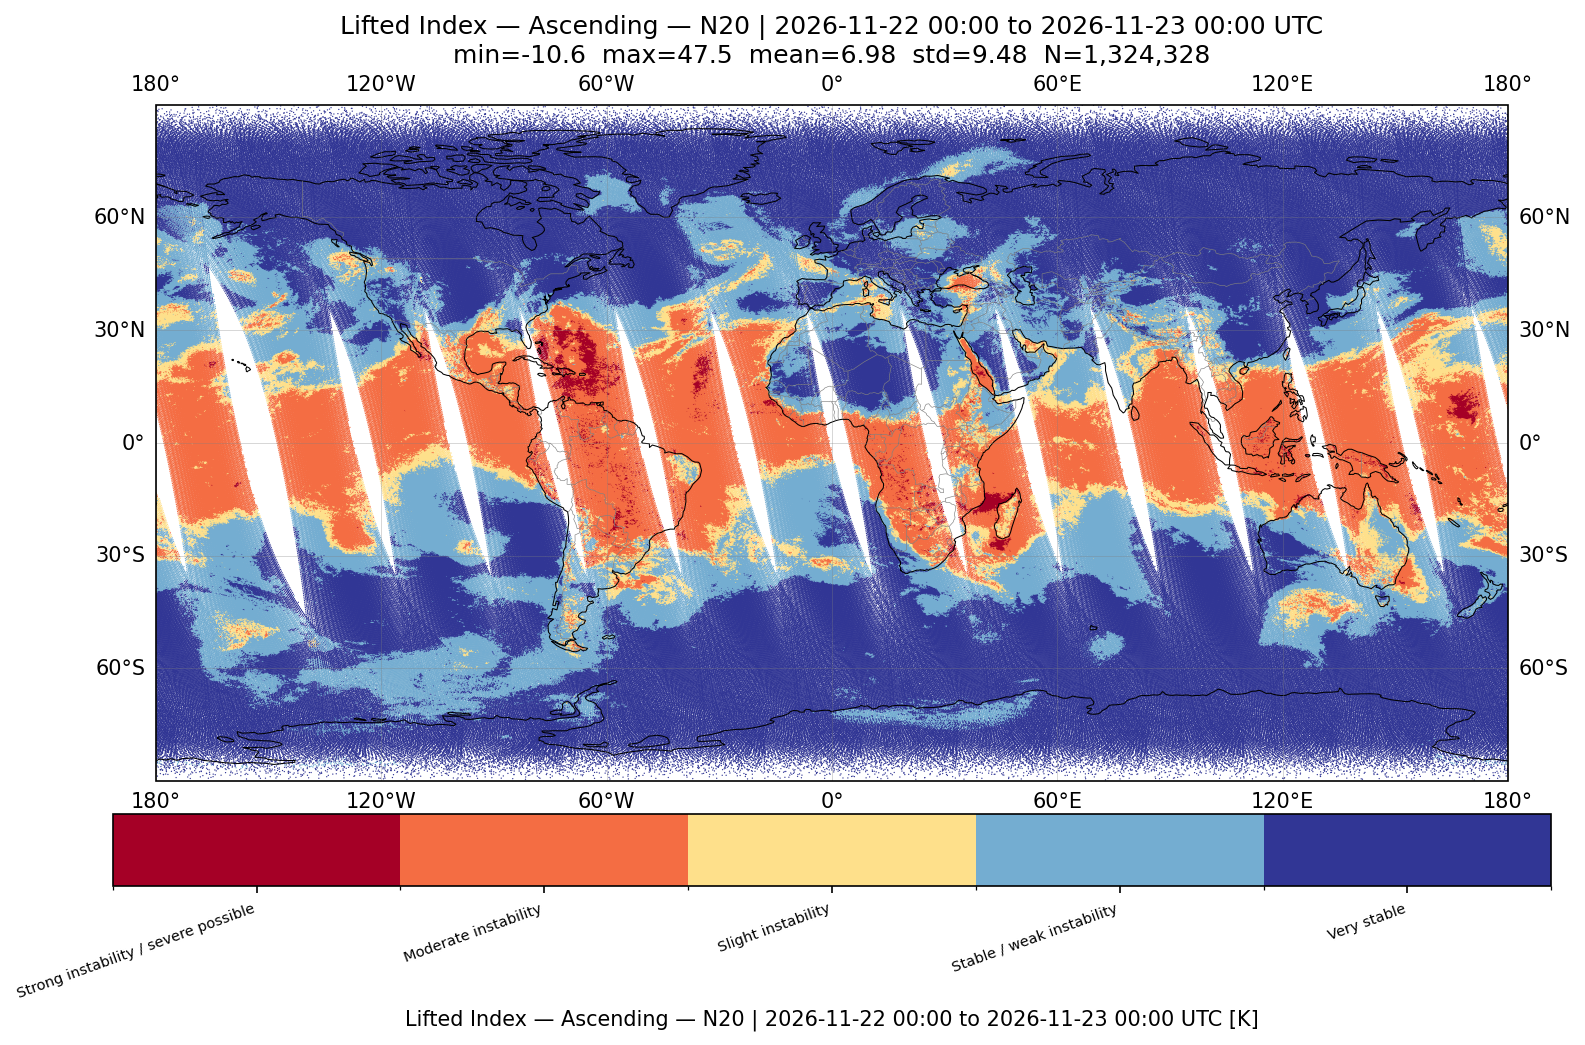 Lifted Index — Ascending — N20 | 2026-11-22 00:00 to 2026-11-23 00:00 UTC
min=-10.6 max=47.5 mean=6.98 std=9.48 N=1,324,328
180° 120°W 60°W 0° 60°E 120°E 180°
60°N 60°N
30°N 30°N
0° 0°
30°S 30°S
60°S 60°S
180° 120°W 60°W 0° 60°E 120°E 180°
Strong instability / severe possible
Moderate instability
Slight instability
Stable / weak instability
Very stable
Lifted Index — Ascending — N20 | 2026-11-22 00:00 to 2026-11-23 00:00 UTC [K]